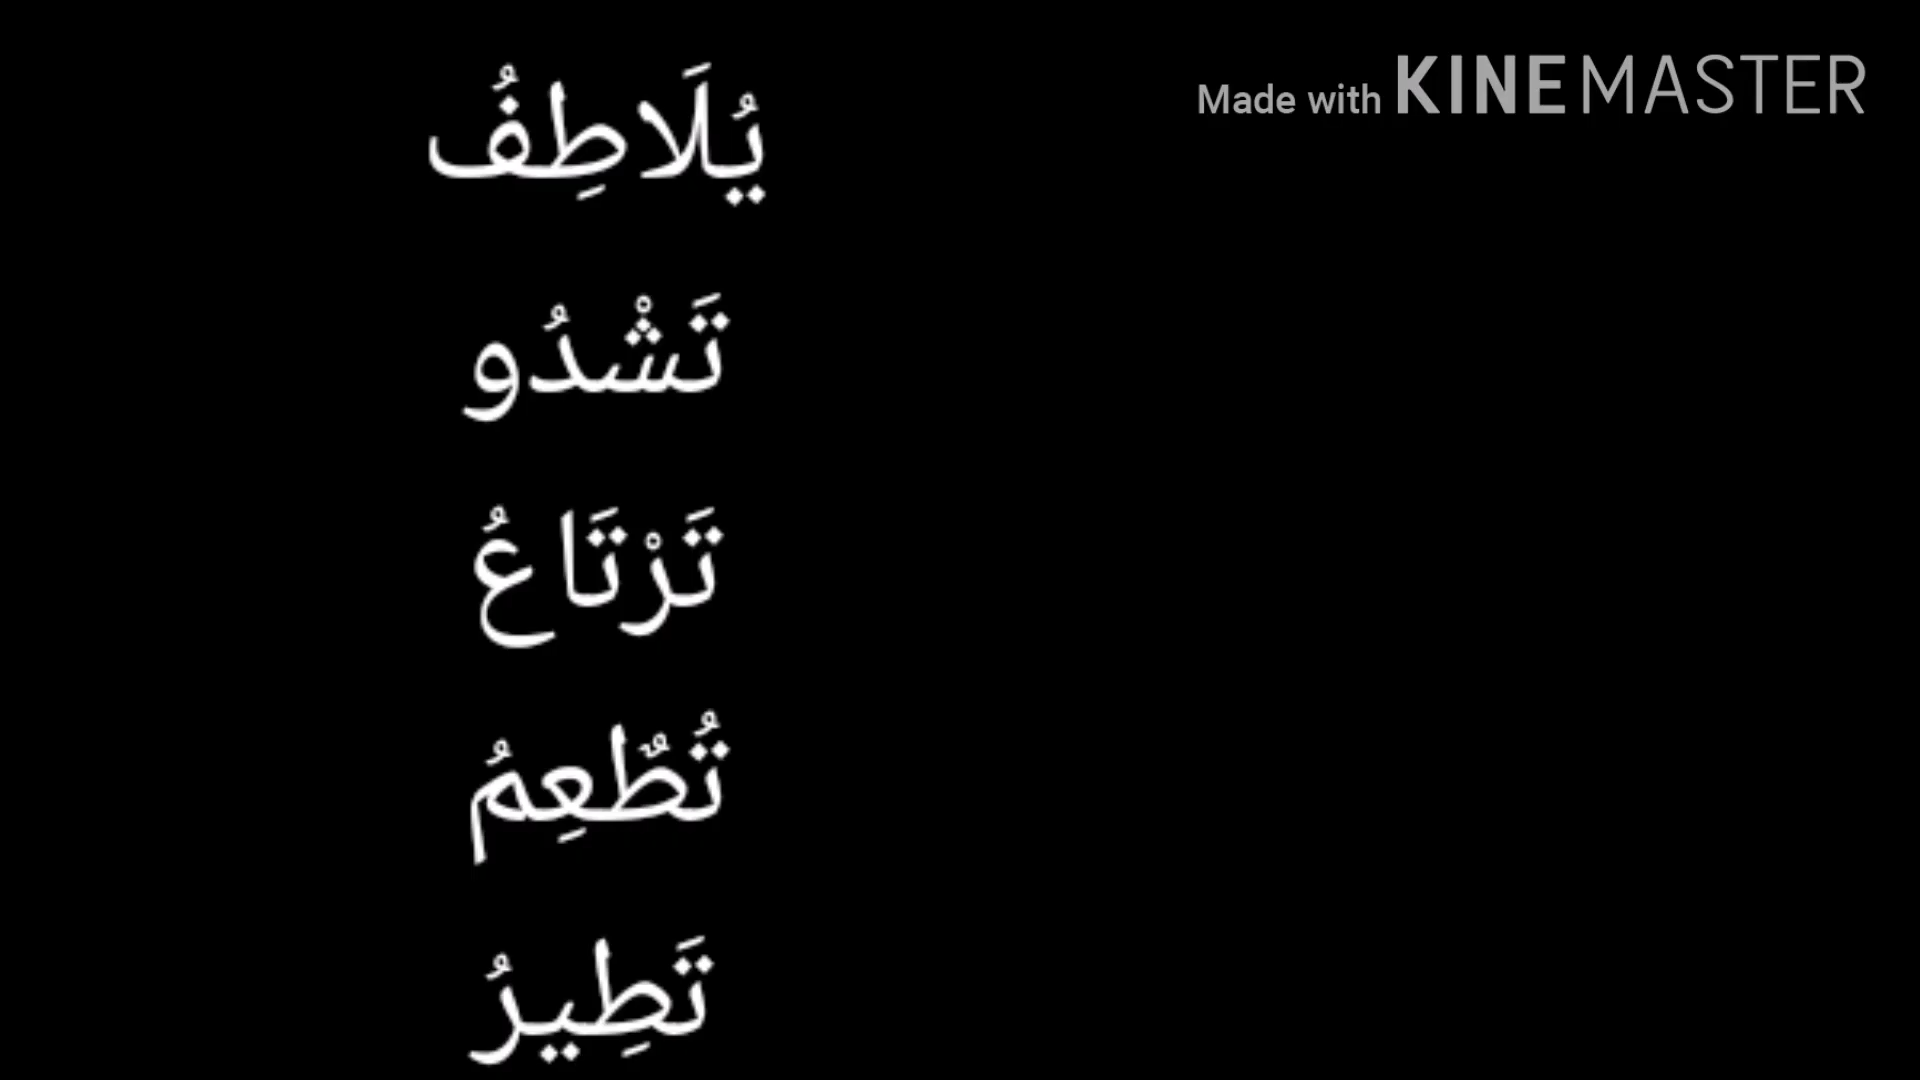 Made with KINEMASTER
يُلَاطِفُ
تَشْدُو
تَرْتَاعُ
تُطٌعِمُ
تَطِيرُ